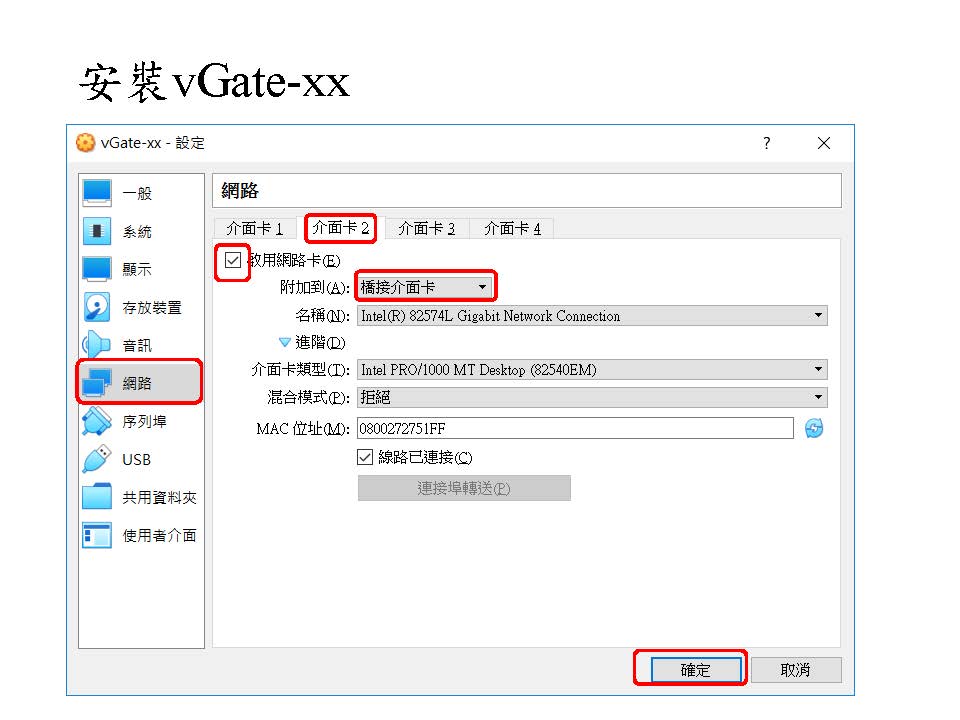 安裝vGate-xx
vGate-xx - 設定
?
一般
系統
顯示
存放裝置
音訊
網路
序列埠
USB
共用資料夾
使用者介面
網路
介面卡 1 介面卡 2 介面卡 3 介面卡 4
啟用網路卡(E)
附加到(A): 橋接介面卡
名稱(N): Intel(R) 82574L Gigabit Network Connection
進階(D)
介面卡類型(T): Intel PRO/1000 MT Desktop (82540EM)
混合模式(P): 拒絕
MAC 位址(M): 0800272751FF
線路已連接(C)
連接埠轉送(P)
確定 取消